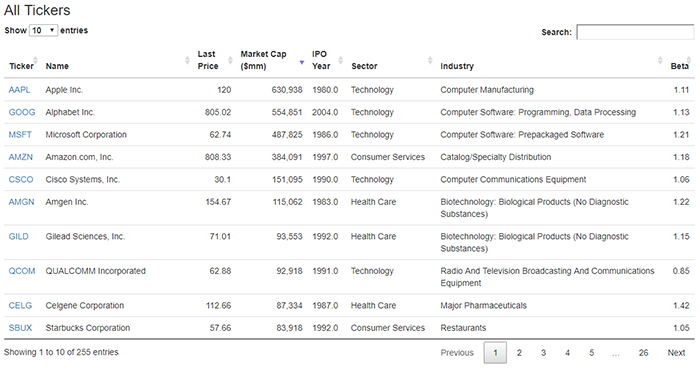 All Tickers
Show 10 entries
Search:
Ticker Name Last Price Market Cap ($mm) IPO Year Sector Industry Beta
AAPL Apple Inc. 120 630,938 1980.0 Technology Computer Manufacturing 1.11
GOOG Alphabet Inc. 805.02 554,851 2004.0 Technology Computer Software: Programming, Data Processing 1.13
MSFT Microsoft Corporation 62.74 487,825 1986.0 Technology Computer Software: Prepackaged Software 1.21
AMZN Amazon.com, Inc. 808.33 384,091 1997.0 Consumer Services Catalog/Specialty Distribution 1.18
CSCO Cisco Systems, Inc. 30.1 151,095 1990.0 Technology Computer Communications Equipment 1.06
AMGN Amgen Inc. 154.67 115,062 1983.0 Health Care Biotechnology: Biological Products (No Diagnostic Substances) 1.22
GILD Gilead Sciences, Inc. 71.01 93,553 1992.0 Health Care Biotechnology: Biological Products (No Diagnostic Substances) 1.15
QCOM QUALCOMM Incorporated 62.88 92,918 1991.0 Technology Radio And Television Broadcasting And Communications Equipment 0.85
CELG Celgene Corporation 112.66 87,334 1987.0 Health Care Major Pharmaceuticals 1.42
SBUX Starbucks Corporation 57.66 83,918 1992.0 Consumer Services Restaurants 1.05
Showing 1 to 10 of 255 entries
Previous 1 2 3 4 5 ... 26 Next